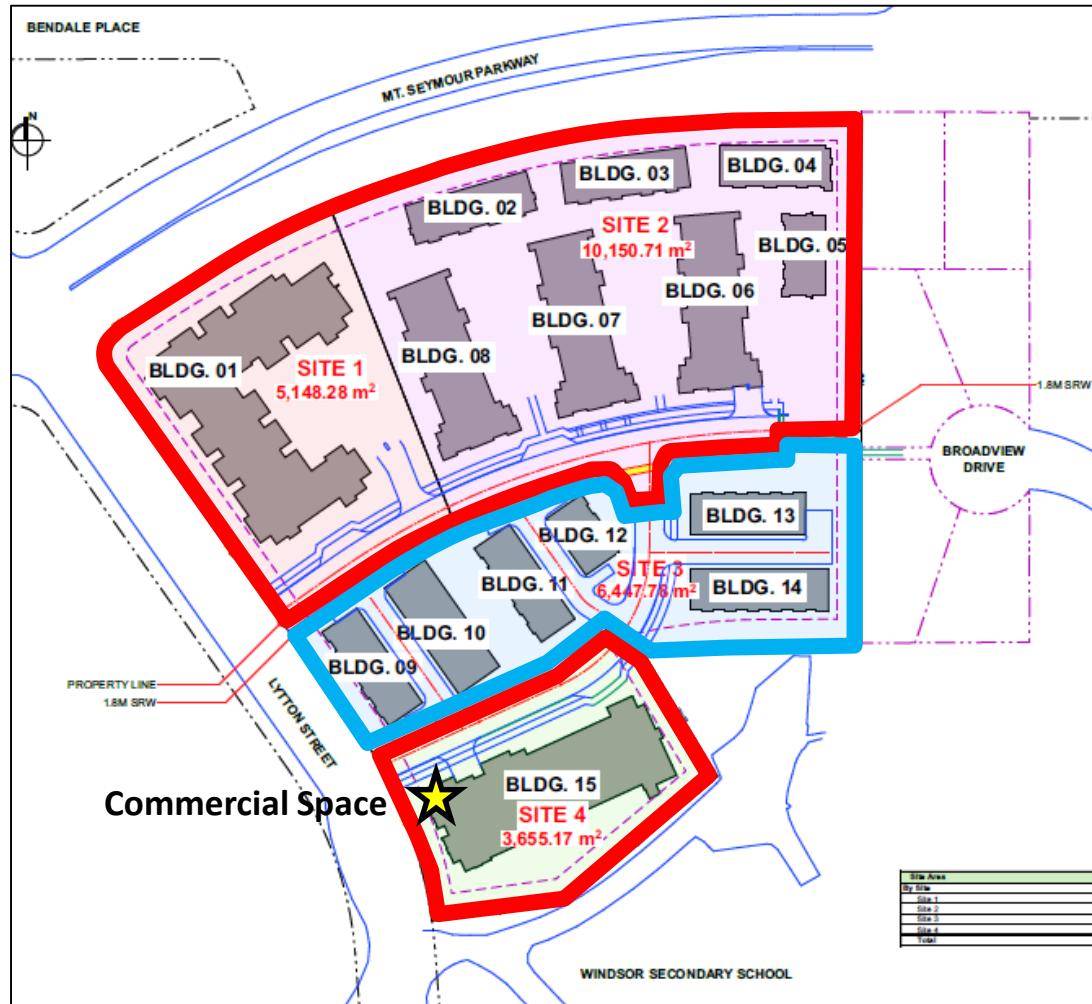 BENDALE PLACE
N
MT. SEYMOUR PARKWAY
BLDG. 04
BLDG. 03
BLDG. 02
SITE 2
10,150.71 m²
BLDG. 05
BLDG. 06
BLDG. 07
BLDG. 08
BLDG. 01
SITE 1
5,148.28 m²
1.8M SRW
BROADVIEW
DRIVE
BLDG. 13
BLDG. 12
SITE 3
6,447.78 m²
BLDG. 11
BLDG. 14
BLDG. 10
BLDG. 09
PROPERTY LINE
1.8M SRW
LYTTON STREET
BLDG. 15
Commercial Space
SITE 4
3,655.17 m²
Site Area
By Site
Site 1
Site 2
Site 3
Site 4
Total
WINDSOR SECONDARY SCHOOL